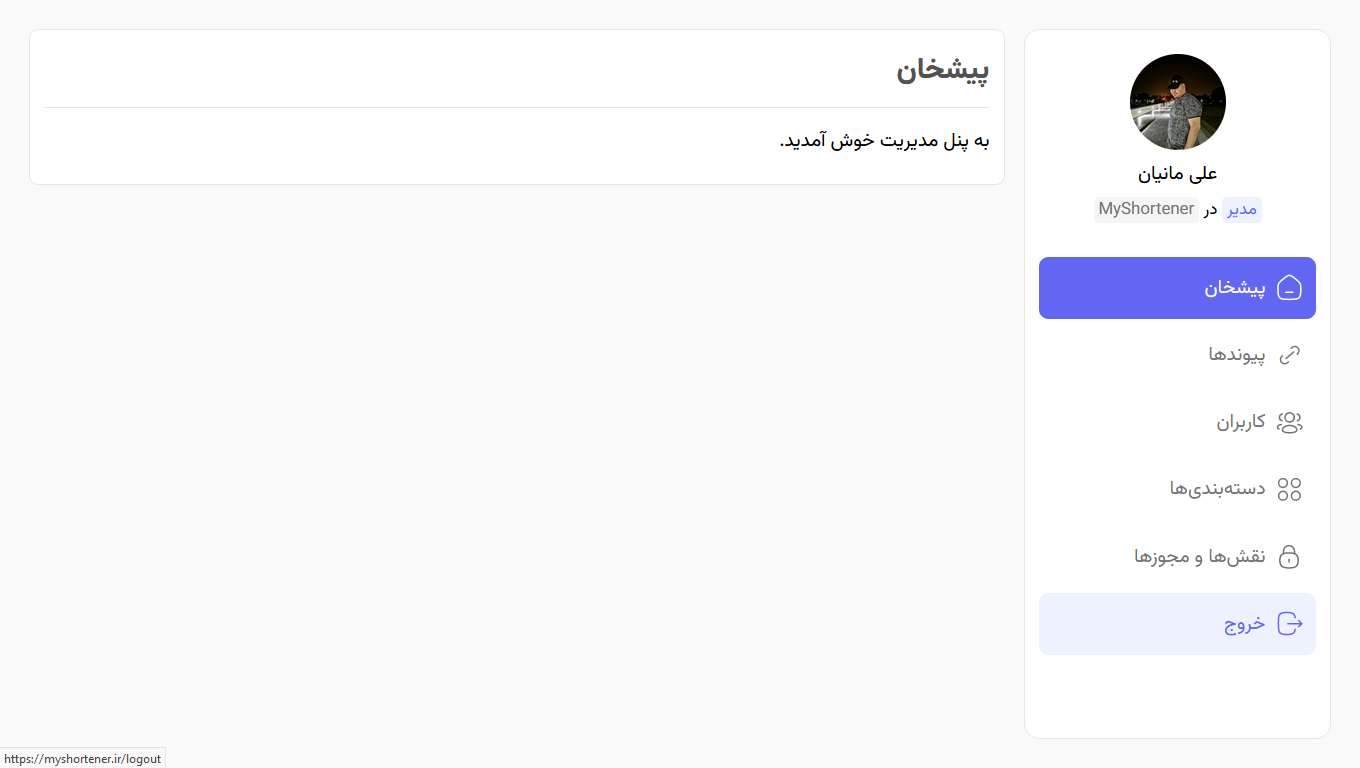 علی مانیان
مدیر در MyShortener
پیشخان
پیوندها
کاربران
دسته‌بندی‌ها
نقش‌ها و مجوزها
خروج
پیشخان
به پنل مدیریت خوش آمدید.
https://myshortener.ir/logout